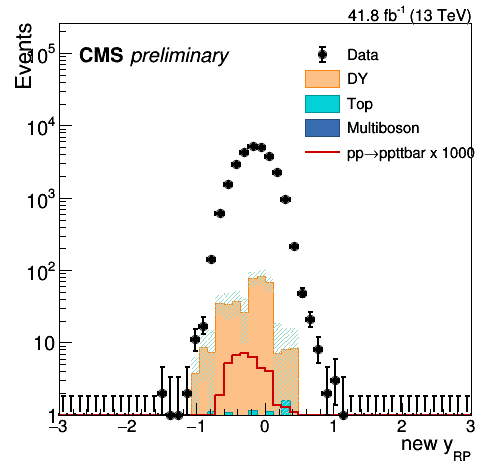 41.8 fb⁻¹ (13 TeV)
Events
CMS preliminary
Data
DY
Top
Multiboson
pp→ppttbar x 1000
10⁵
10⁴
10³
10²
10
1
−3 −2 −1 0 1 2 3
new y_RP